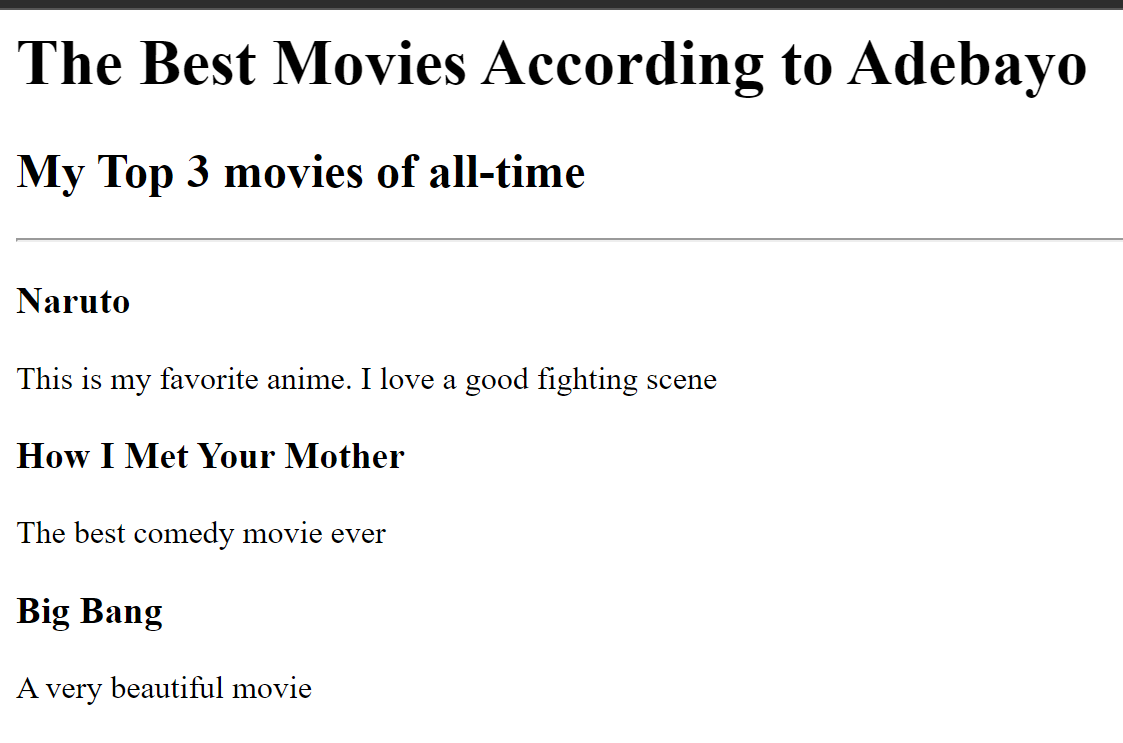 The Best Movies According to Adebayo
My Top 3 movies of all-time
Naruto
This is my favorite anime. I love a good fighting scene
How I Met Your Mother
The best comedy movie ever
Big Bang
A very beautiful movie